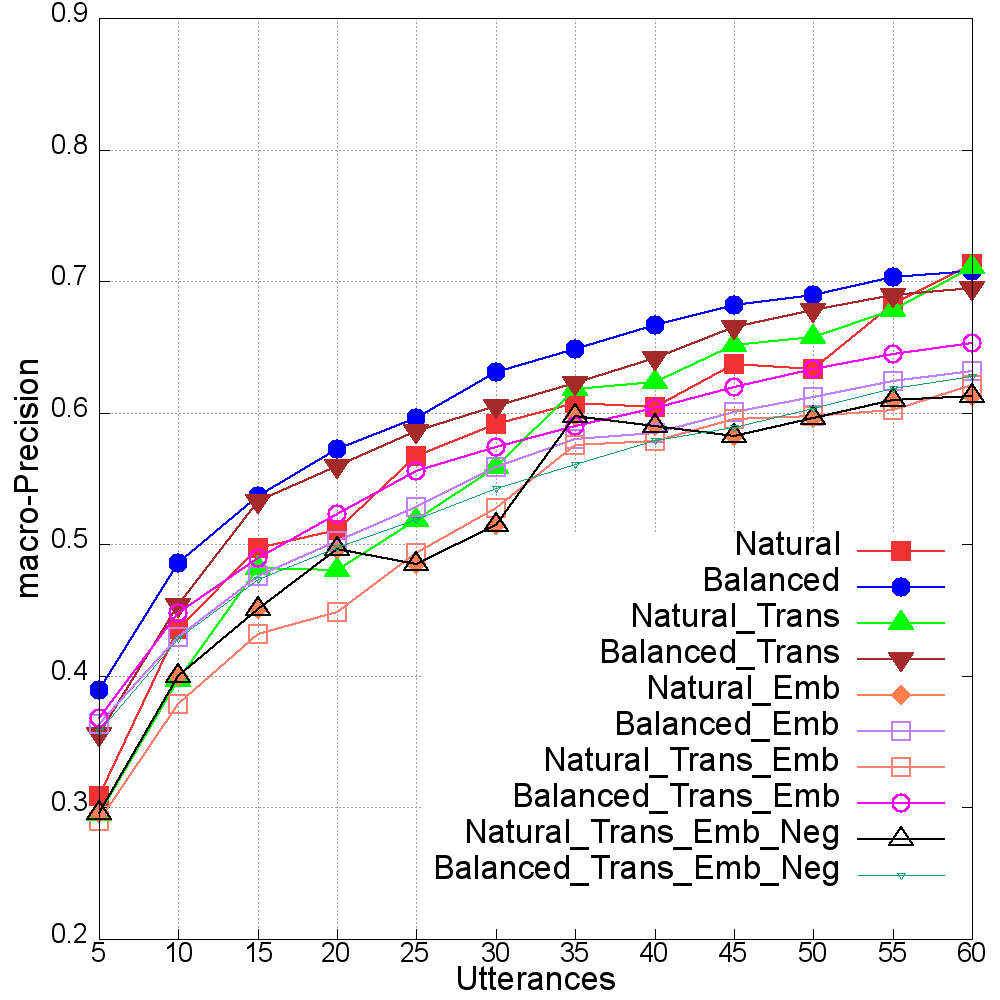 0.9
0.8
0.7
0.6
0.5
0.4
0.3
0.2
macro-Precision
Natural
Balanced
Natural_Trans
Balanced_Trans
Natural_Emb
Balanced_Emb
Natural_Trans_Emb
Balanced_Trans_Emb
Natural_Trans_Emb_Neg
Balanced_Trans_Emb_Neg
5 10 15 20 25 30 35 40 45 50 55 60
Utterances